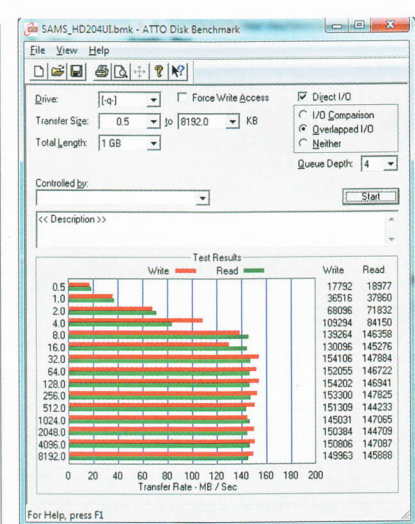 SAMS_HD204UI.bmk - ATTO Disk Benchmark
File View Help
Drive: [-q-] Force Write Access Direct I/O
Transfer Size: 0.5 to 8192.0 KB I/O Comparison
Total Length: 1 GB Overlapped I/O
Neither
Queue Depth: 4
Controlled by:
Start
<< Description >>
Test Results
Write Read Write Read
0.5 17792 18977
1.0 36516 37860
2.0 68096 71832
4.0 109294 84150
8.0 139264 146358
16.0 130096 145276
32.0 154106 147884
64.0 152055 146722
128.0 154202 146941
256.0 153300 147825
512.0 151309 144233
1024.0 145031 147065
2048.0 150384 144709
4096.0 150806 147087
8192.0 149963 145888
0 20 40 60 80 100 120 140 160 180 200
Transfer Rate - MB / Sec
For Help, press F1